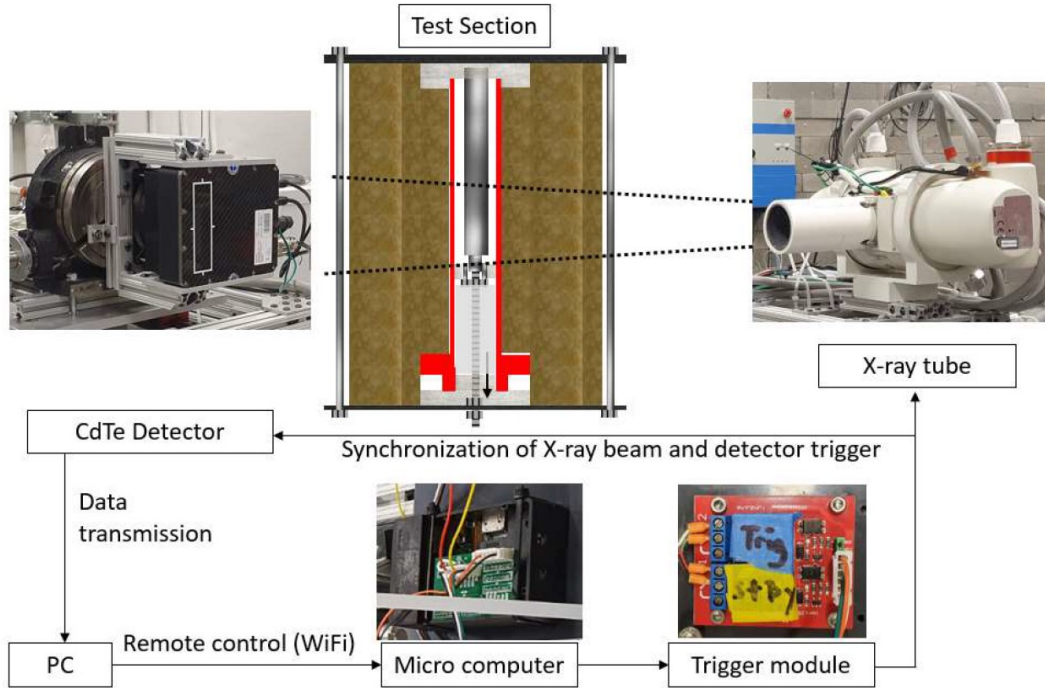 Test Section
X-ray tube
CdTe Detector
Synchronization of X-ray beam and detector trigger
Data
transmission
Trig
Stby
Remote control (WiFi)
PC
Micro computer
Trigger module